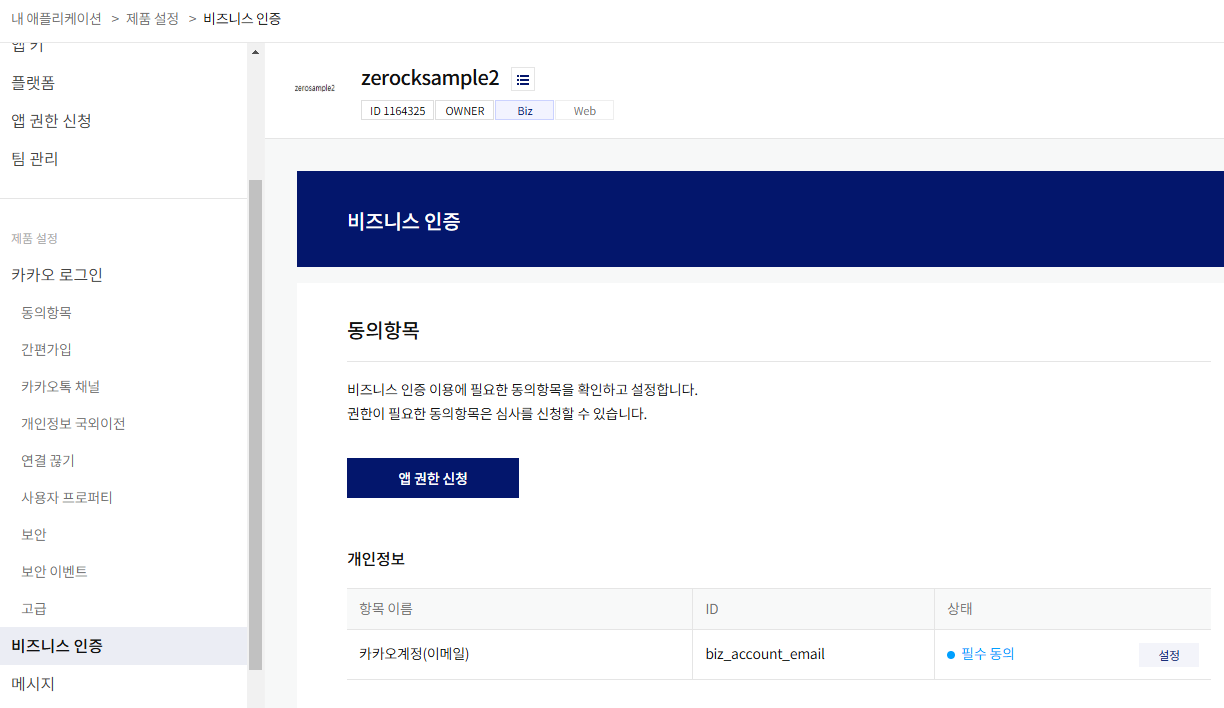 내 애플리케이션 > 제품 설정 > 비즈니스 인증
앱 키
플랫폼
앱 권한 신청
팀 관리
제품 설정
카카오 로그인
동의항목
간편가입
카카오톡 채널
개인정보 국외이전
연결 끊기
사용자 프로퍼티
보안
보안 이벤트
고급
비즈니스 인증
메시지
zerosample2
zerocksample2
ID 1164325 OWNER Biz Web
비즈니스 인증
동의항목
비즈니스 인증 이용에 필요한 동의항목을 확인하고 설정합니다.
권한이 필요한 동의항목은 심사를 신청할 수 있습니다.
앱 권한 신청
개인정보
항목 이름 ID 상태
카카오계정(이메일) biz_account_email 필수 동의 설정